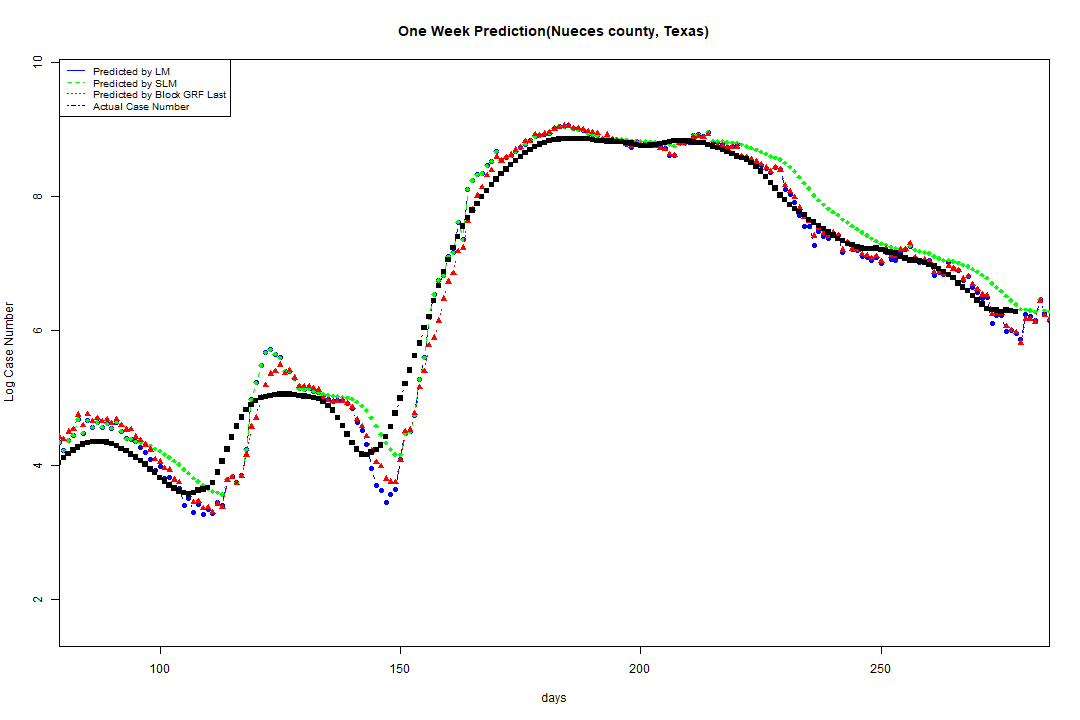 One Week Prediction(Nueces county, Texas)
Predicted by LM
Predicted by SLM
Predicted by Block GRF Last
Actual Case Number
10
8
6
4
2
Log Case Number
100 150 200 250
days